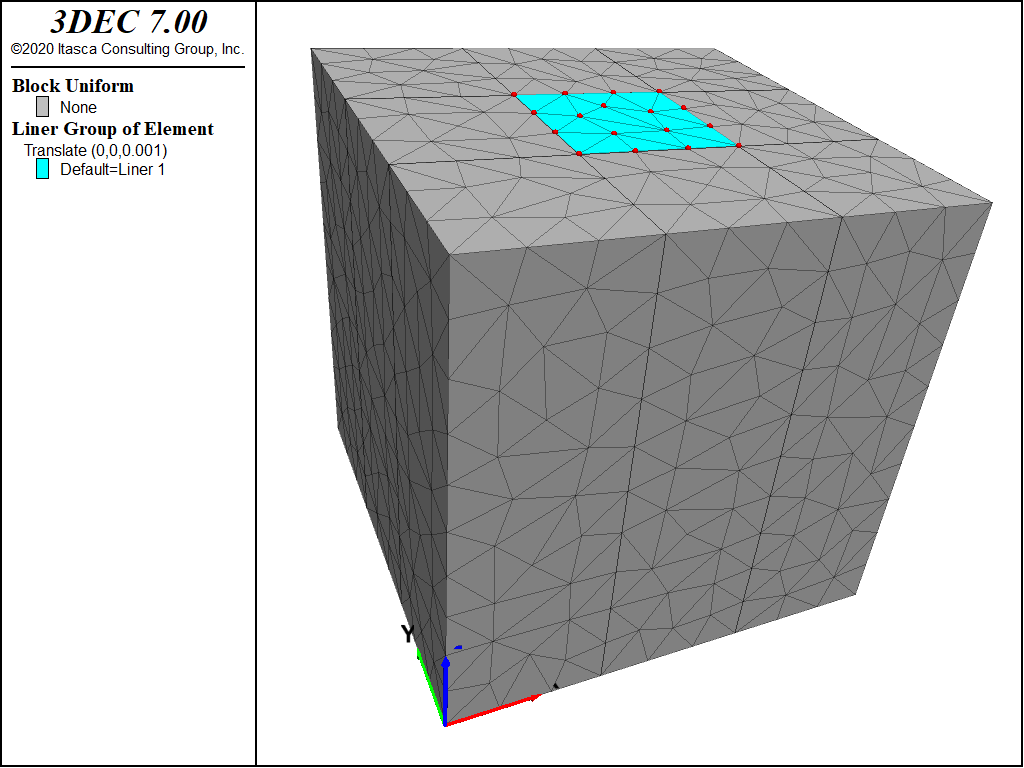 3DEC 7.00
©2020 Itasca Consulting Group, Inc.
Block Uniform
None
Liner Group of Element
Translate (0,0,0.001)
Default=Liner 1
Y